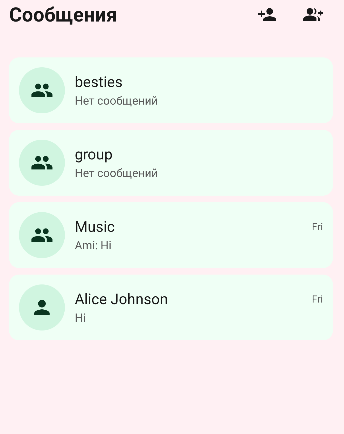 Сообщения
besties
Нет сообщений
group
Нет сообщений
Music
Fri
Ami: Hi
Alice Johnson
Fri
Hi